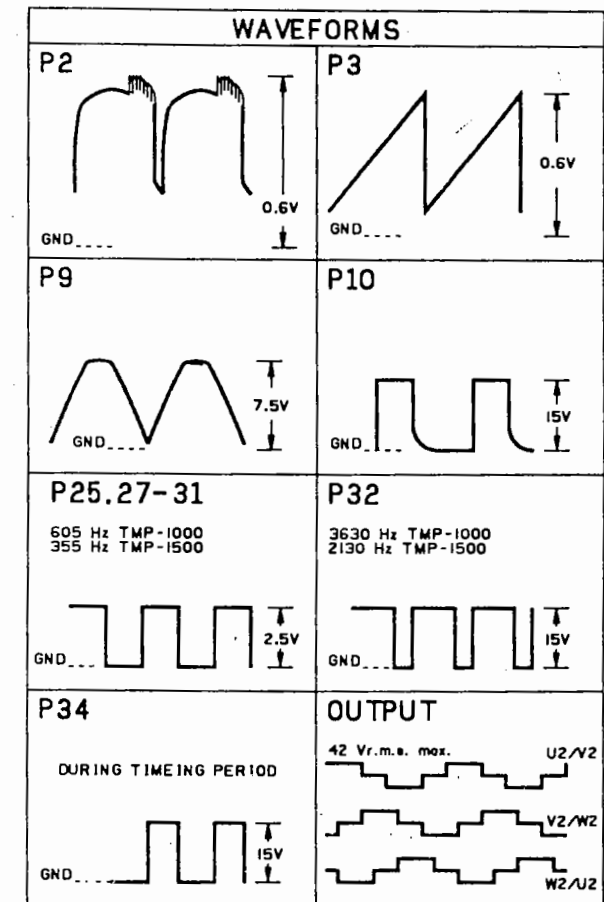 WAVEFORMS
P2
0.6V
GND
P3
0.6V
GND
P9
7.5V
GND
P10
15V
GND
P25,27-31
605 Hz TMP-1000
355 Hz TMP-1500
2.5V
GND
P32
3630 Hz TMP-1000
2130 Hz TMP-1500
15V
GND
P34
DURING TIMEING PERIOD
15V
GND
OUTPUT
42 Vr.m.s. max.
U2/V2
V2/W2
W2/U2